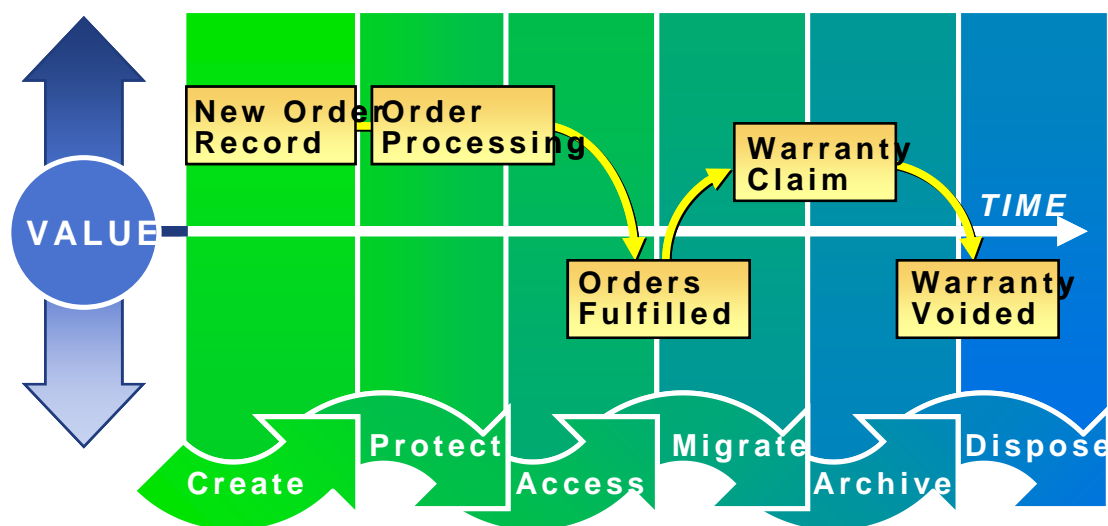 New Order
Record
Order
Processing
Warranty
Claim
TIME
VALUE
Orders
Fulfilled
Warranty
Voided
Protect
Migrate
Dispose
Create
Access
Archive